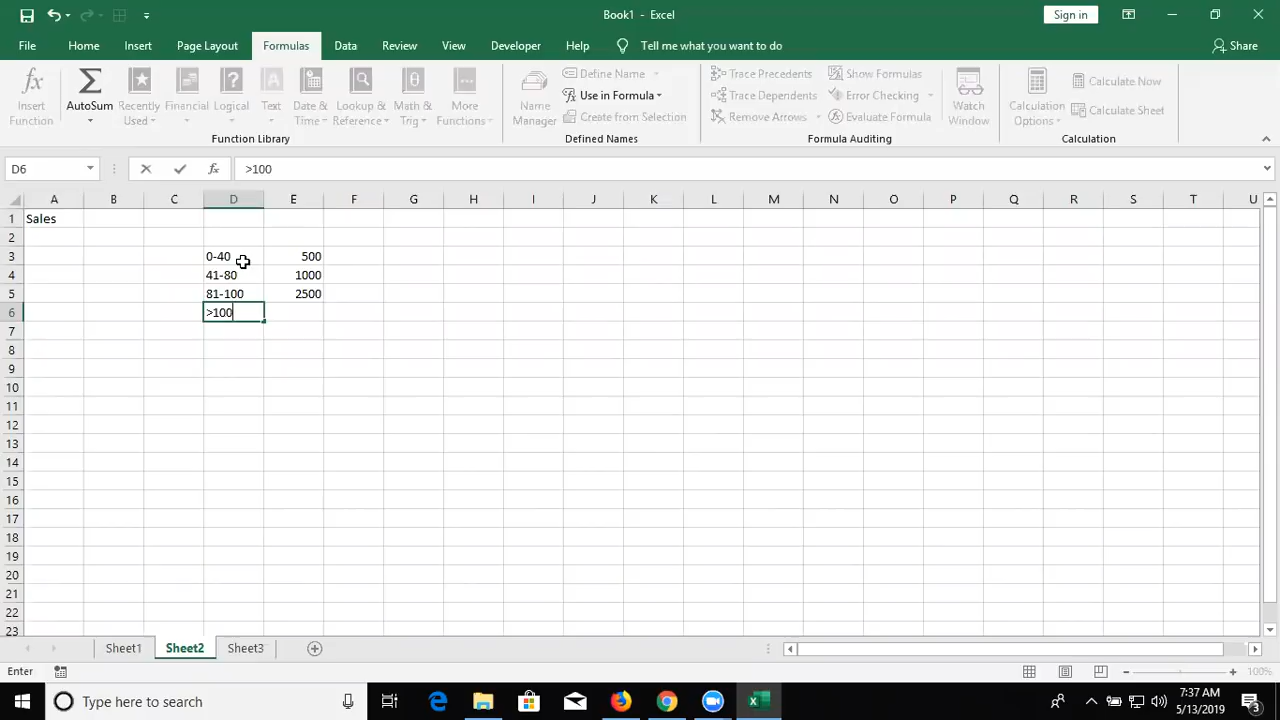 Book1 - Excel
Sign in
File Home Insert Page Layout Formulas Data Review View Developer Help Tell me what you want to do Share
Insert Function
AutoSum
Recently Used
Financial
Logical
Text
Date & Time
Lookup & Reference
Math & Trig
More Functions
Function Library
Name Manager
Define Name
Use in Formula
Create from Selection
Defined Names
Trace Precedents
Trace Dependents
Remove Arrows
Show Formulas
Error Checking
Evaluate Formula
Watch Window
Formula Auditing
Calculation Options
Calculate Now
Calculate Sheet
Calculation
D6 fx >100
A B C D E F G H I J K L M N O P Q R S T U
1 Sales
2
3 0-40 500
4 41-80 1000
5 81-100 2500
6 >100
7
8
9
10
11
12
13
14
15
16
17
18
19
20
21
22
23
Sheet1 Sheet2 Sheet3
Enter 100%
Type here to search
7:37 AM
5/13/2019
3